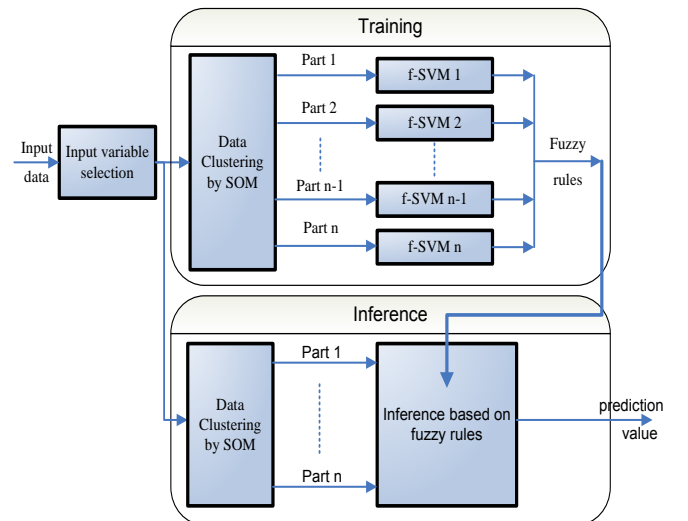 Training
Input
data
Input variable
selection
Data
Clustering
by SOM
Part 1
Part 2
Part n-1
Part n
f-SVM 1
f-SVM 2
f-SVM n-1
f-SVM n
Fuzzy
rules
Inference
Data
Clustering
by SOM
Part 1
Part n
Inference based on
fuzzy rules
prediction
value